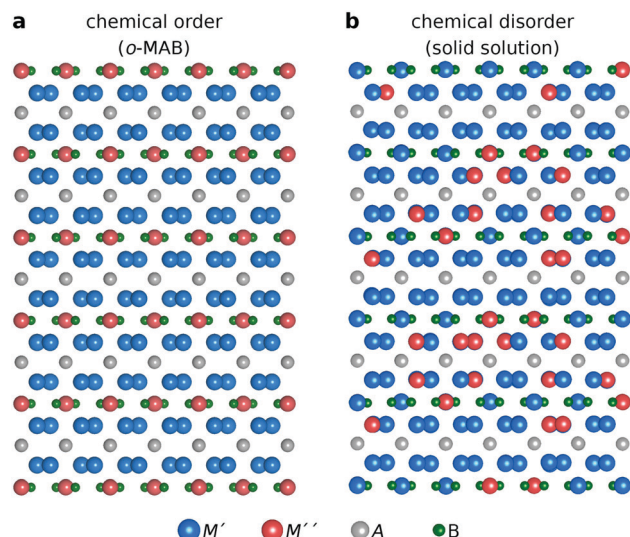 a chemical order
(o-MAB)
b chemical disorder
(solid solution)
M′ M′′ A B